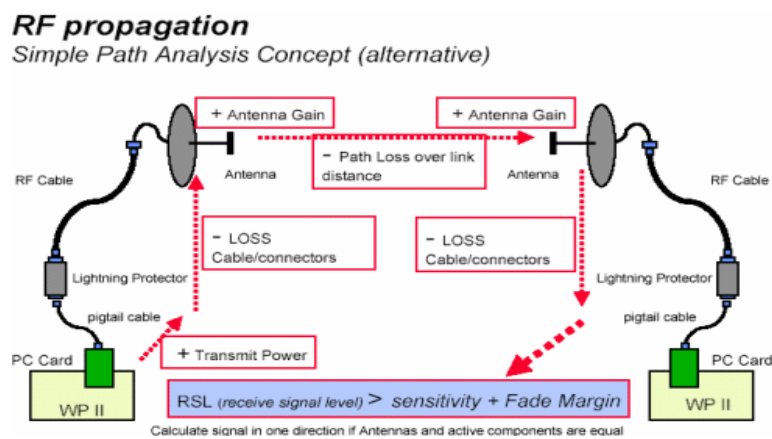 RF propagation
Simple Path Analysis Concept (alternative)
+ Antenna Gain
+ Antenna Gain
- Path Loss over link
distance
Antenna
Antenna
RF Cable
RF Cable
- LOSS
Cable/connectors
- LOSS
Cable/connectors
Lightning Protector
Lightning Protector
pigtail cable
pigtail cable
+ Transmit Power
PC Card
PC Card
WP II
WP II
RSL (receive signal level) > sensitivity + Fade Margin
Calculate signal in one direction if Antennas and active components are equal